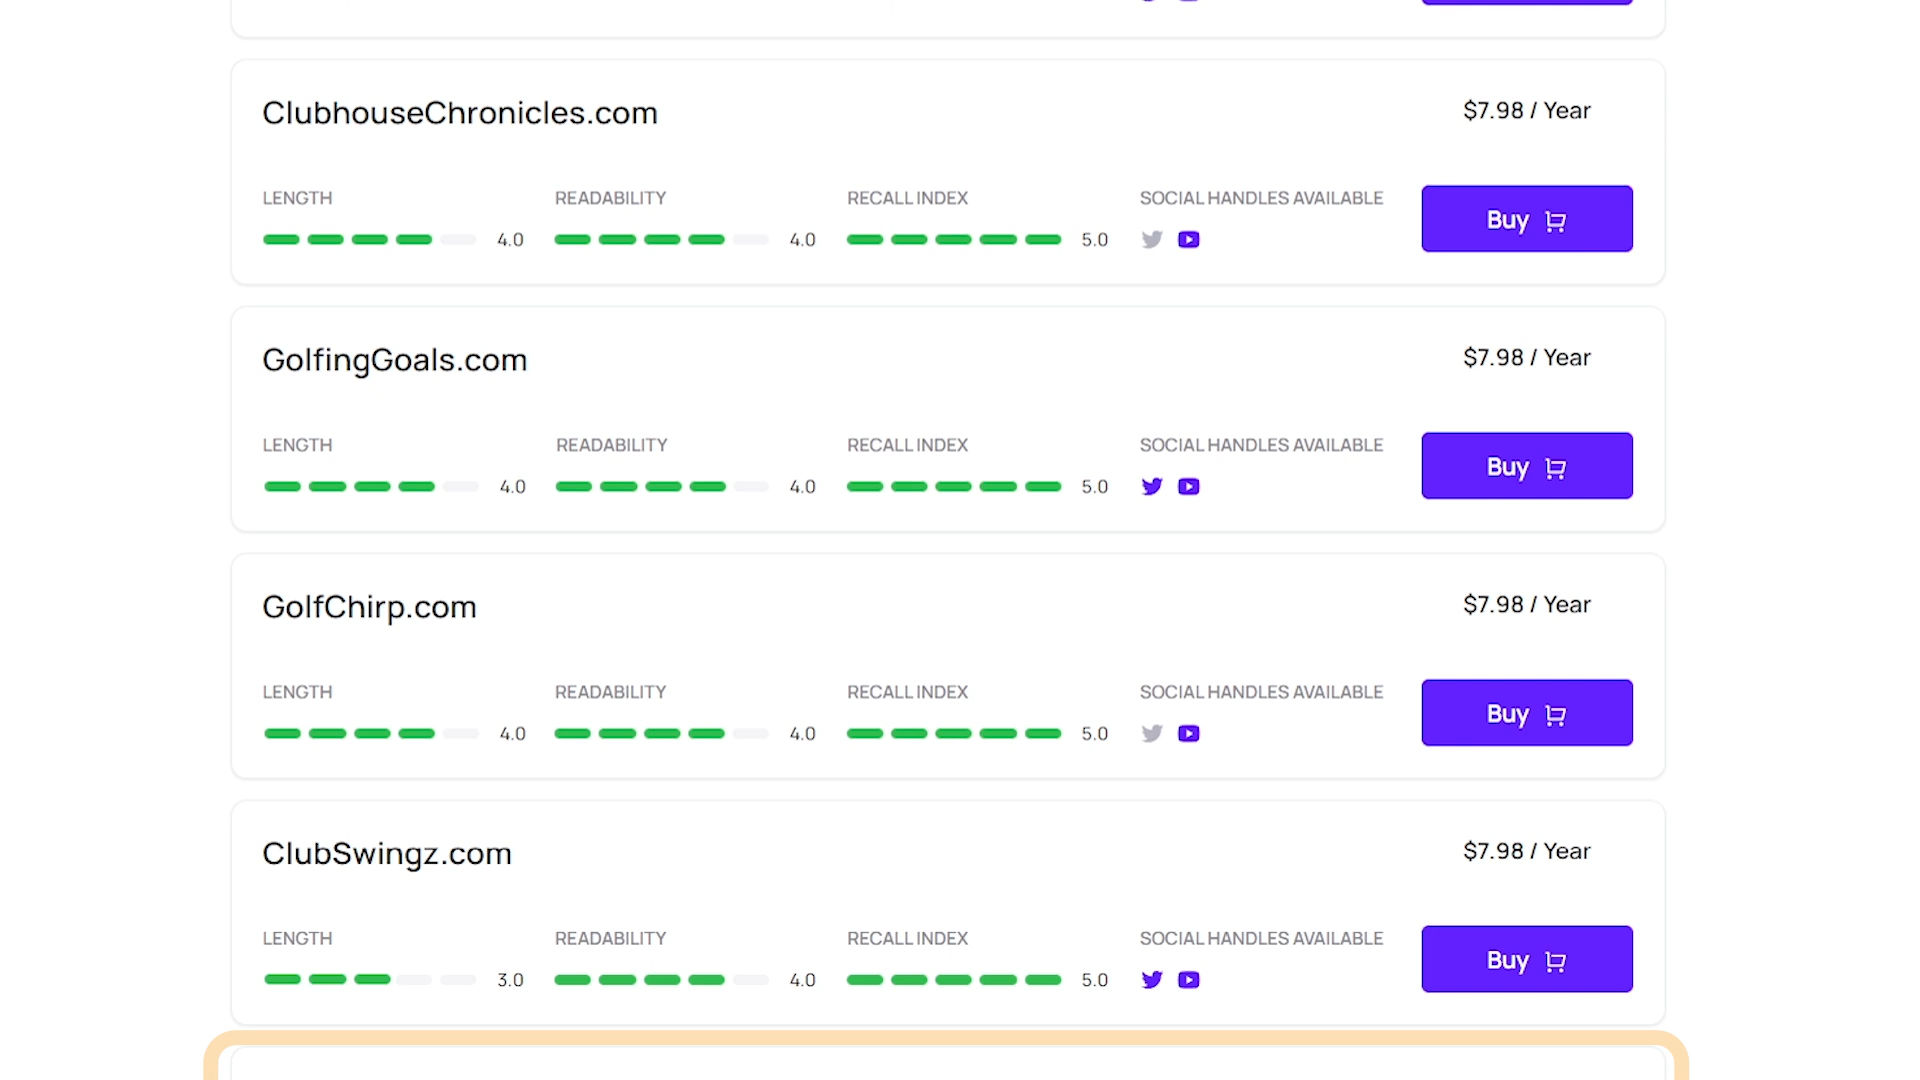 ClubhouseChronicles.com
$7.98 / Year
LENGTH
READABILITY
RECALL INDEX
SOCIAL HANDLES AVAILABLE
4.0
4.0
5.0
Buy
GolfingGoals.com
$7.98 / Year
LENGTH
READABILITY
RECALL INDEX
SOCIAL HANDLES AVAILABLE
4.0
4.0
5.0
Buy
GolfChirp.com
$7.98 / Year
LENGTH
READABILITY
RECALL INDEX
SOCIAL HANDLES AVAILABLE
4.0
4.0
5.0
Buy
ClubSwingz.com
$7.98 / Year
LENGTH
READABILITY
RECALL INDEX
SOCIAL HANDLES AVAILABLE
3.0
4.0
5.0
Buy